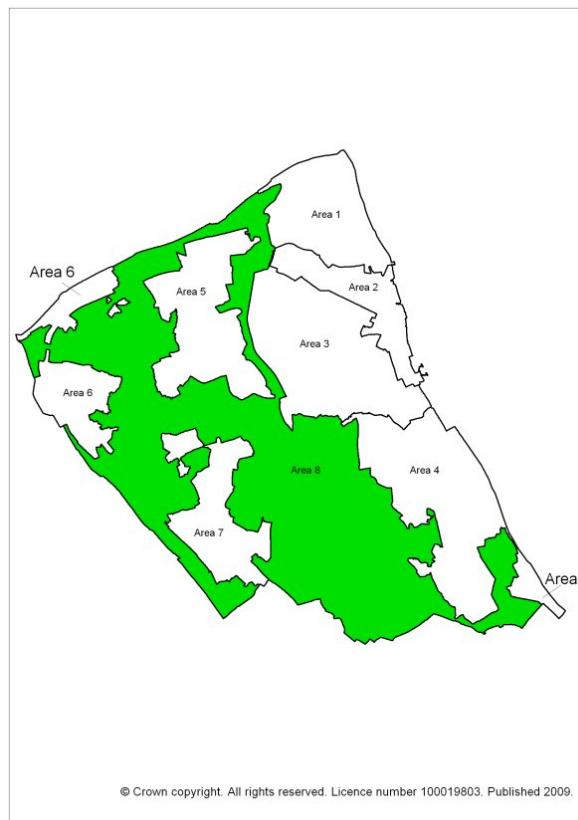 Area 1
Area 6
Area 2
Area 5
Area 3
Area 6
Area 8
Area 4
Area 7
Area
© Crown copyright. All rights reserved. Licence number 100019803. Published 2009.